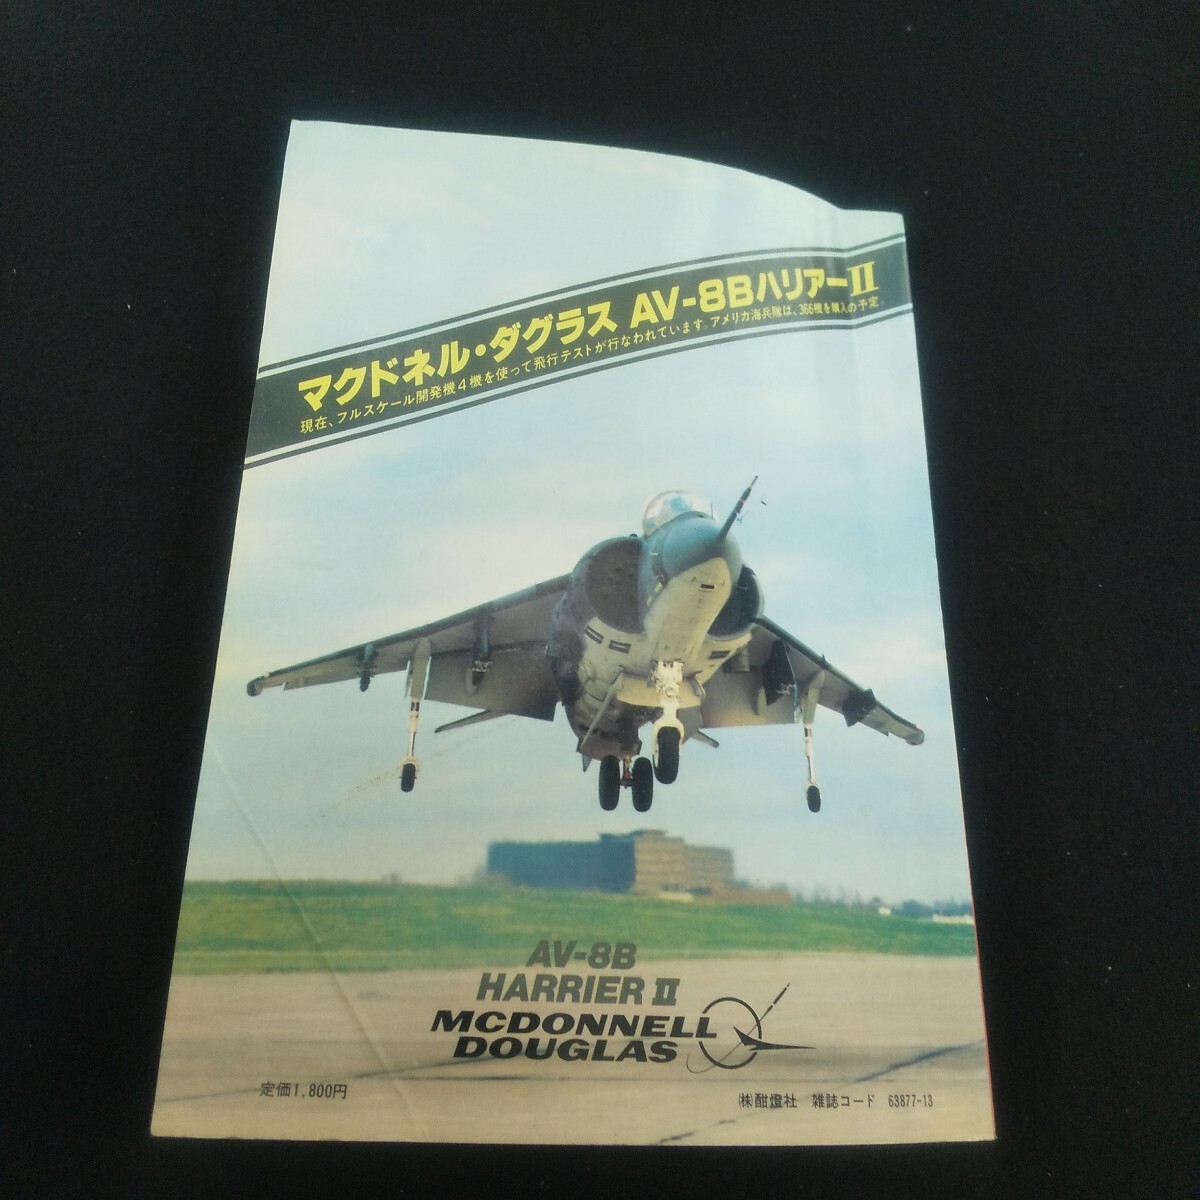 マクドネル・ダグラス AV-8BハリアーII
現在、フルスケール開発機4機を使って飛行テストが行なわれています。アメリカ海兵隊は、366機を購入の予定。
AV-8B
HARRIER II
MCDONNELL
DOUGLAS
定価1,800円
㈱酣燈社 雑誌コード 63877-13